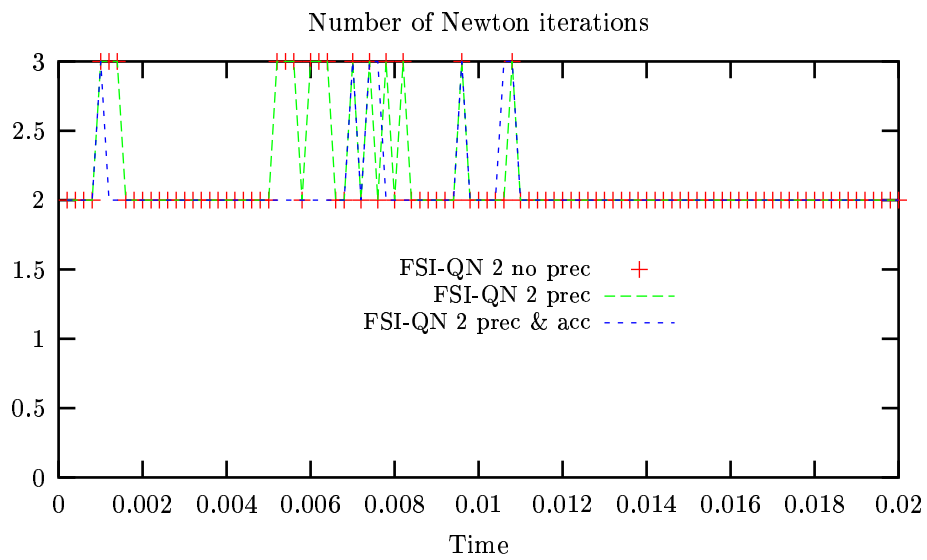 Number of Newton iterations
3
2.5
2
1.5
1
0.5
0
FSI-QN 2 no prec
FSI-QN 2 prec
FSI-QN 2 prec & acc
0 0.002 0.004 0.006 0.008 0.01 0.012 0.014 0.016 0.018 0.02
Time